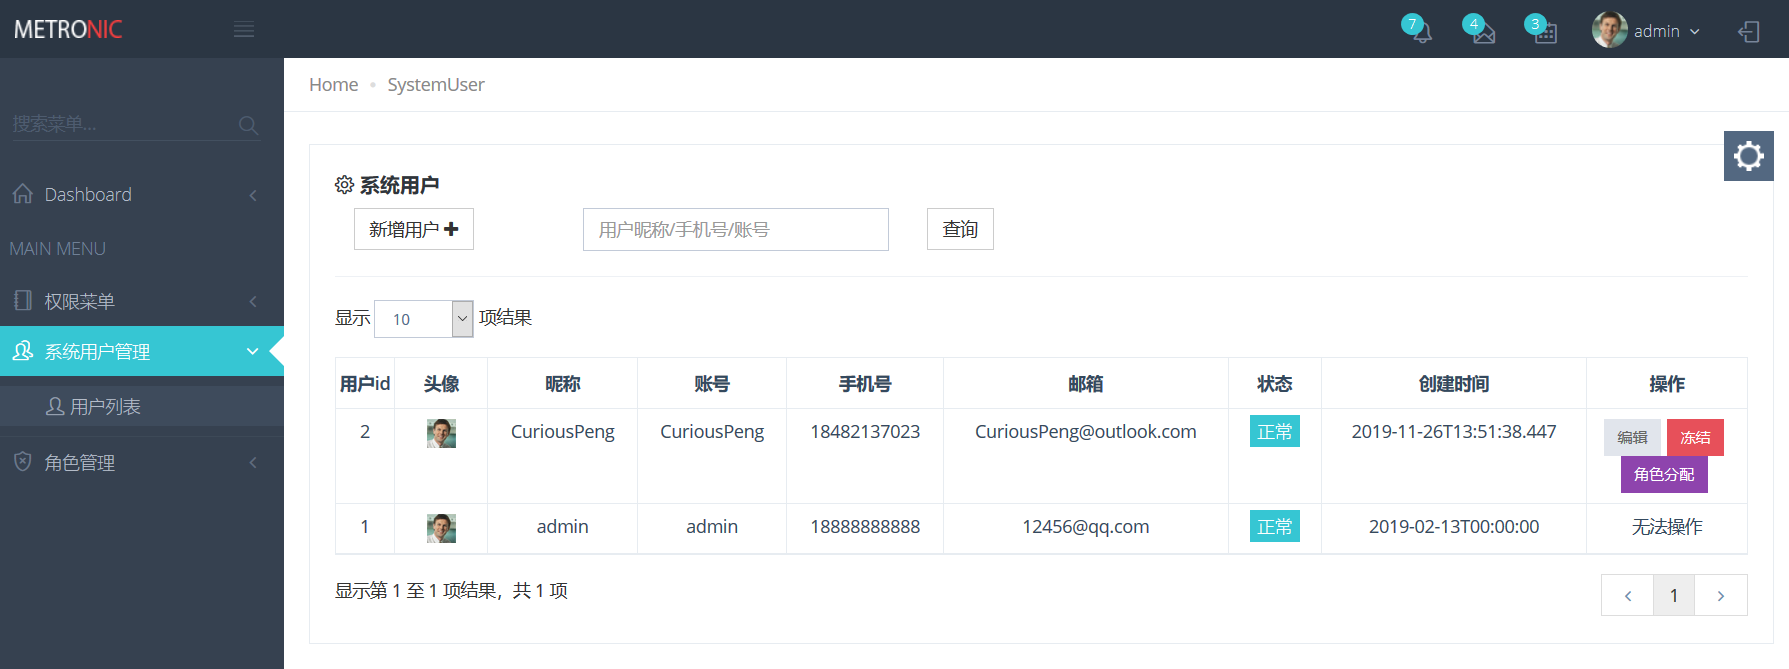 METRONIC
7
4
3
admin
搜索菜单...
Dashboard
MAIN MENU
权限菜单
系统用户管理
用户列表
角色管理
Home • SystemUser
系统用户
新增用户
用户昵称/手机号/账号
查询
显示 10 项结果
用户id 头像 昵称 账号 手机号 邮箱 状态 创建时间 操作
2 CuriousPeng CuriousPeng 18482137023 CuriousPeng@outlook.com 正常 2019-11-26T13:51:38.447 编辑 冻结
角色分配
1 admin admin 18888888888 12456@qq.com 正常 2019-02-13T00:00:00 无法操作
显示第 1 至 1 项结果，共 1 项
1